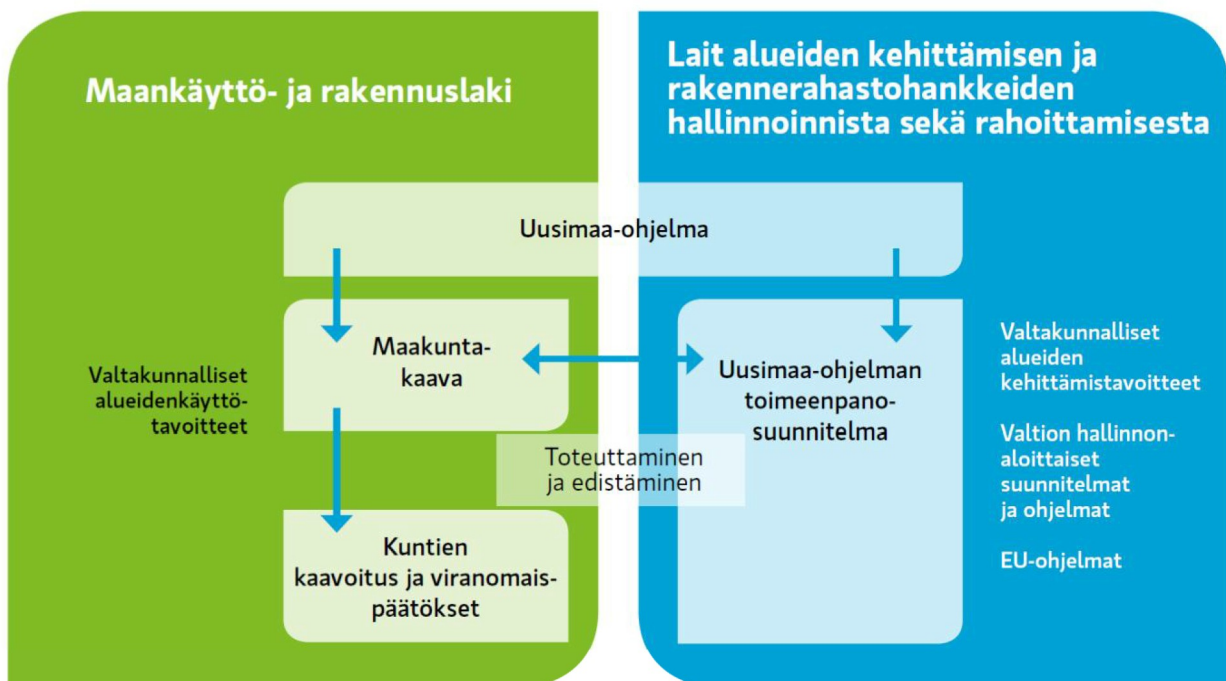 Maankäyttö- ja rakennuslaki
Lait alueiden kehittämisen ja
rakennerahastohankkeiden
hallinnoinnista sekä rahoittamisesta
Uusimaa-ohjelma
Maakunta-
kaava
Valtakunnalliset
alueidenkäyttö-
tavoitteet
Uusimaa-ohjelman
toimeenpano-
suunnitelma
Toteuttaminen
ja edistäminen
Kuntien
kaavoitus ja viranomais-
päätökset
Valtakunnalliset
alueiden
kehittämistavoitteet
Valtion hallinnon-
aloittaiset
suunnitelmat
ja ohjelmat
EU-ohjelmat